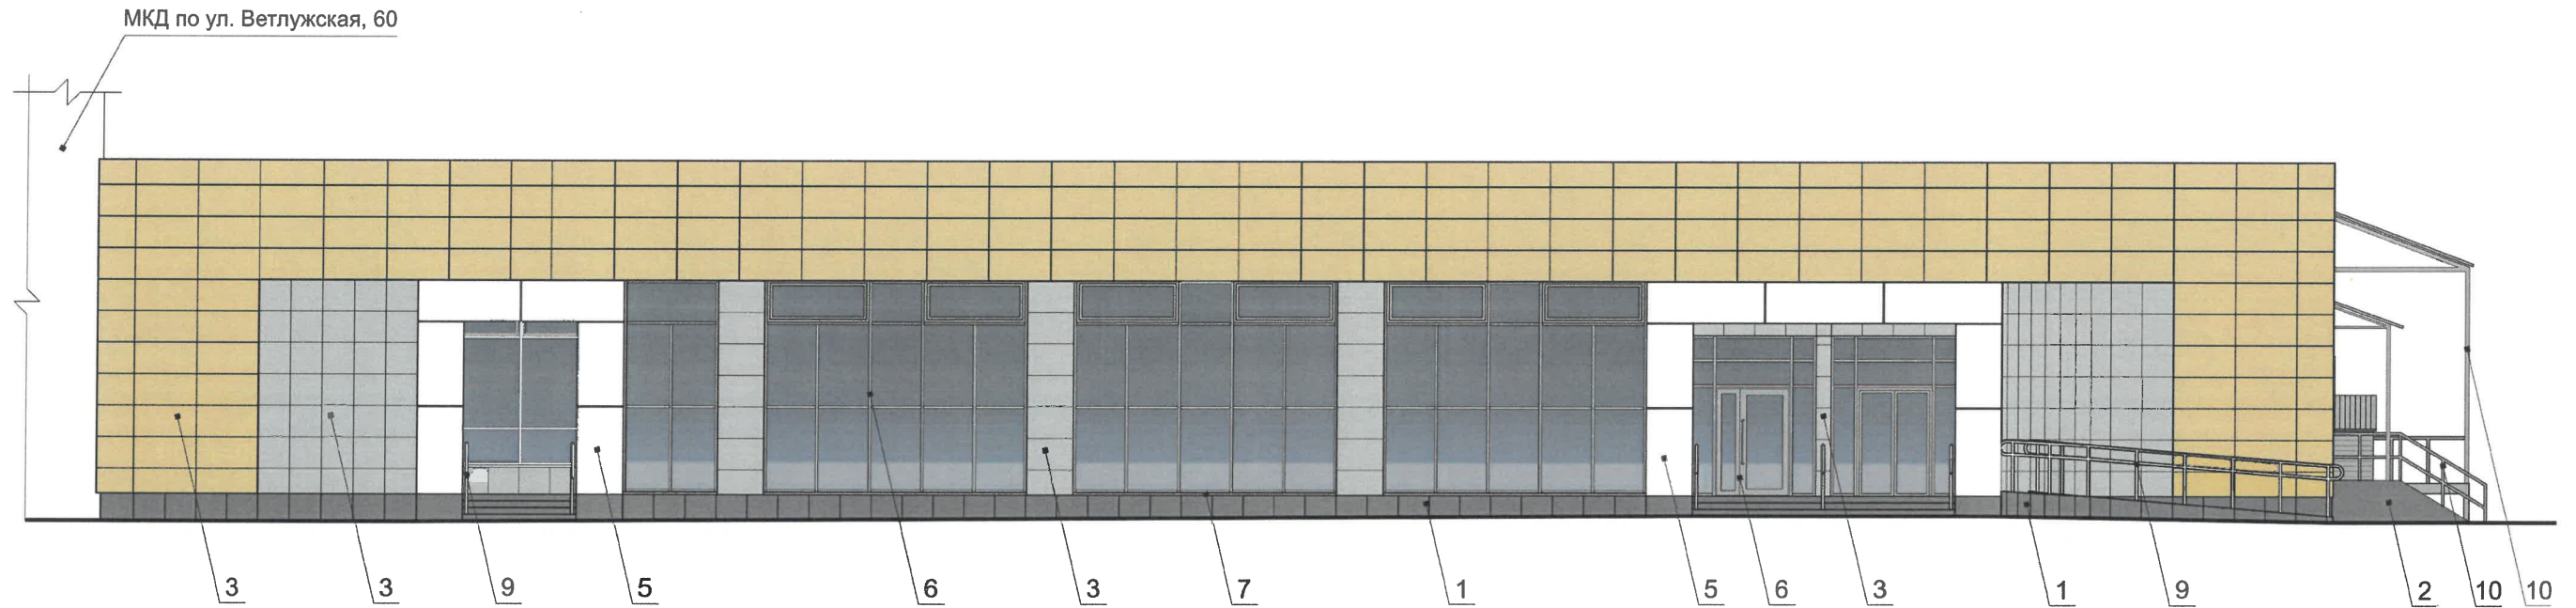 МКД по ул. Ветлужская, 60
3 3 9 5 6 3 7 1 5 6 3 1 9 2 10 10